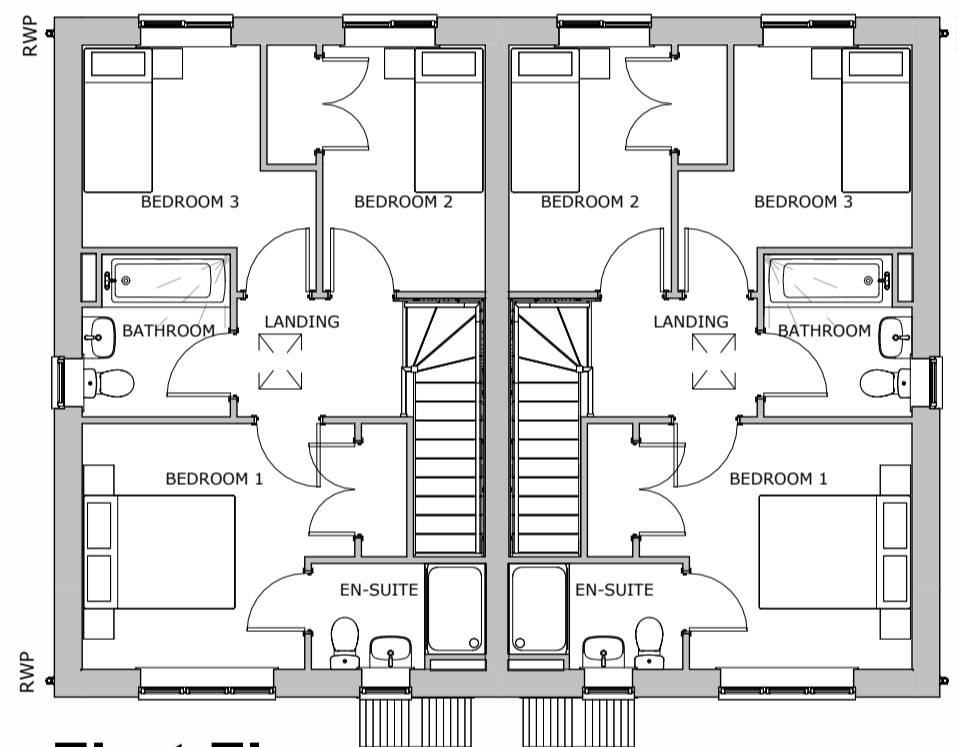 RWP
BEDROOM 3
BEDROOM 2
BEDROOM 2
BEDROOM 3
BATHROOM
LANDING
LANDING
BATHROOM
BEDROOM 1
BEDROOM 1
EN-SUITE
EN-SUITE
RWP